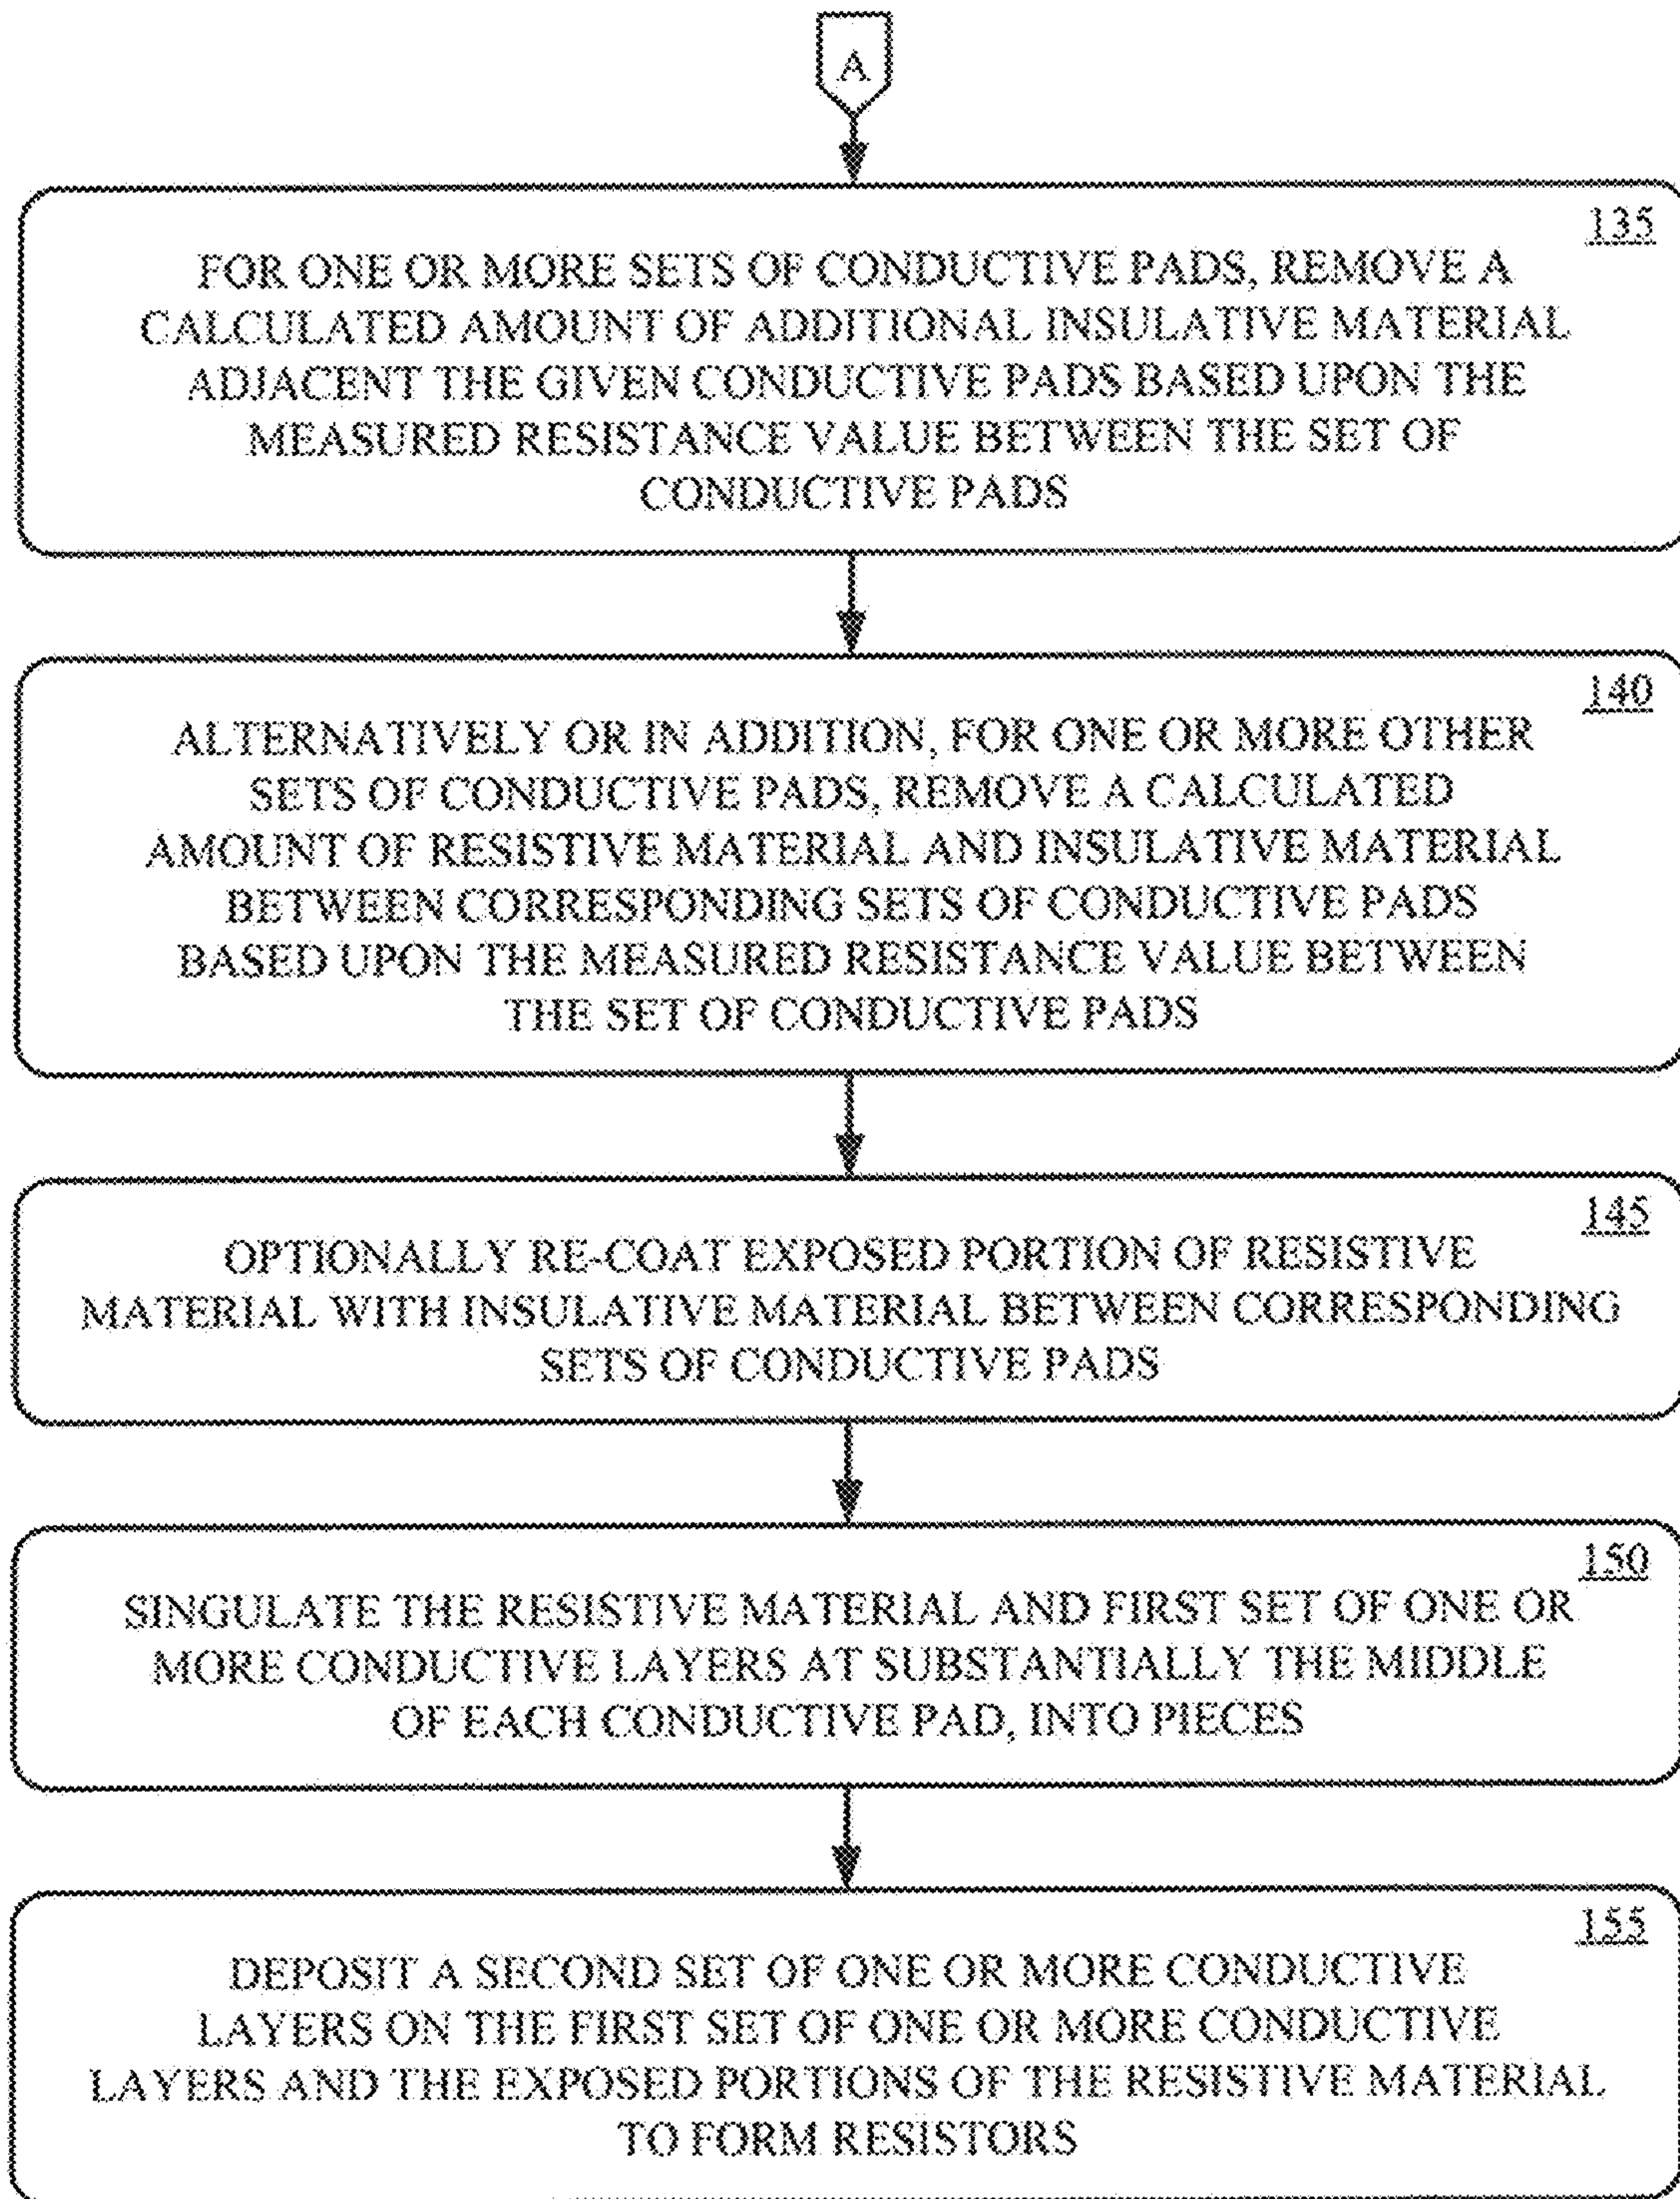 A
135
FOR ONE OR MORE SETS OF CONDUCTIVE PADS, REMOVE A
CALCULATED AMOUNT OF ADDITIONAL INSULATIVE MATERIAL
ADJACENT THE GIVEN CONDUCTIVE PADS BASED UPON THE
MEASURED RESISTANCE VALUE BETWEEN THE SET OF
CONDUCTIVE PADS
140
ALTERNATIVELY OR IN ADDITION, FOR ONE OR MORE OTHER
SETS OF CONDUCTIVE PADS, REMOVE A CALCULATED
AMOUNT OF RESISTIVE MATERIAL AND INSULATIVE MATERIAL
BETWEEN CORRESPONDING SETS OF CONDUCTIVE PADS
BASED UPON THE MEASURED RESISTANCE VALUE BETWEEN
THE SET OF CONDUCTIVE PADS
145
OPTIONALLY RE-COAT EXPOSED PORTION OF RESISTIVE
MATERIAL WITH INSULATIVE MATERIAL BETWEEN CORRESPONDING
SETS OF CONDUCTIVE PADS
150
SINGULATE THE RESISTIVE MATERIAL AND FIRST SET OF ONE OR
MORE CONDUCTIVE LAYERS AT SUBSTANTIALLY THE MIDDLE
OF EACH CONDUCTIVE PAD, INTO PIECES
155
DEPOSIT A SECOND SET OF ONE OR MORE CONDUCTIVE
LAYERS ON THE FIRST SET OF ONE OR MORE CONDUCTIVE
LAYERS AND THE EXPOSED PORTIONS OF THE RESISTIVE MATERIAL
TO FORM RESISTORS